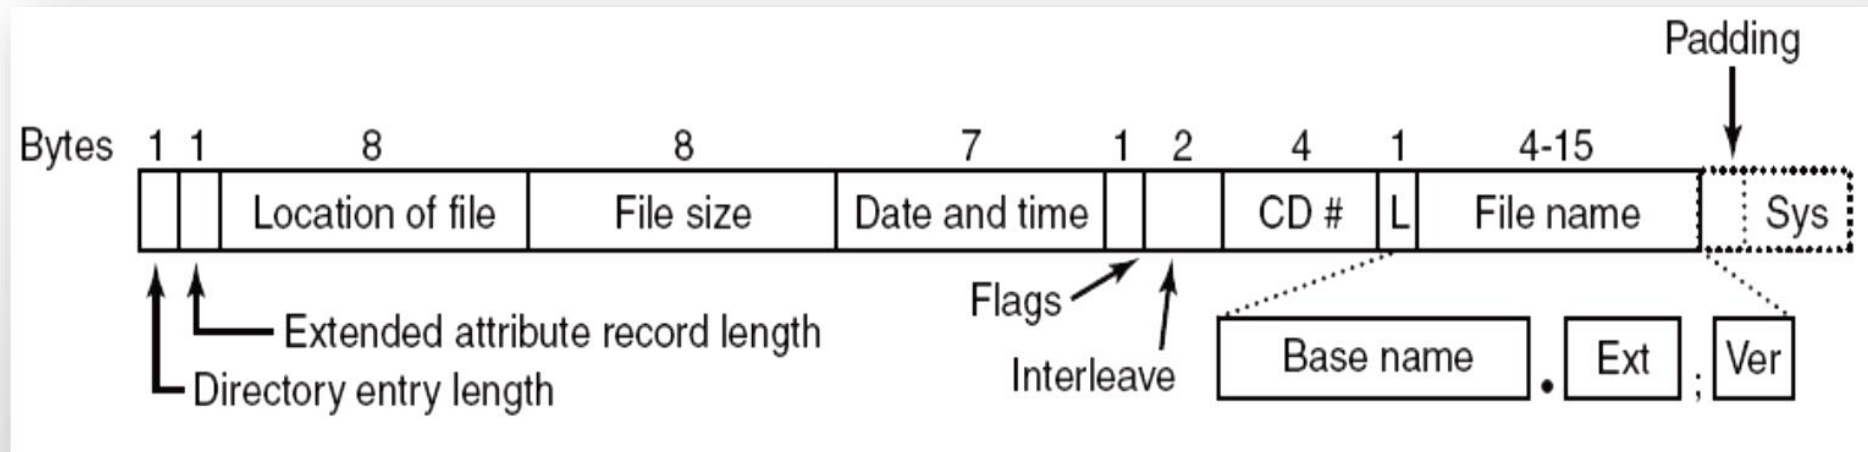 Padding
Bytes 1 1 8 8 7 1 2 4 1 4-15
Location of file File size Date and time CD # L File name Sys
Flags
Extended attribute record length
Interleave
Base name . Ext ; Ver
Directory entry length